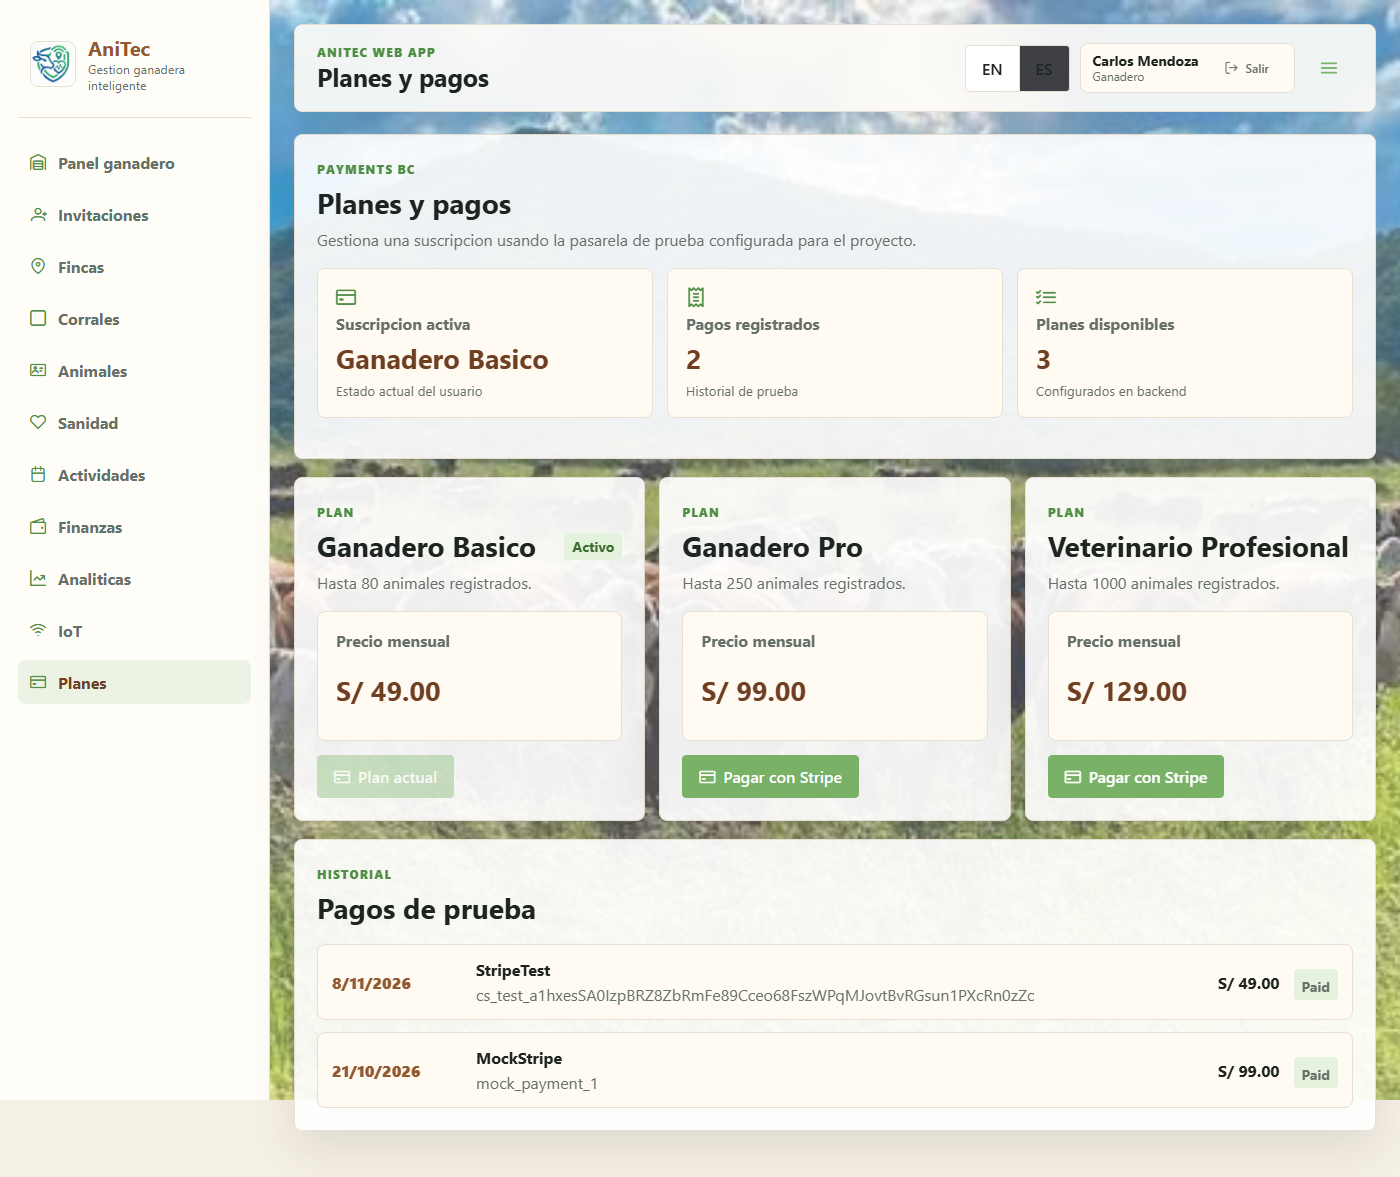 AniTec
Gestion ganadera
inteligente
Panel ganadero
Invitaciones
Fincas
Corrales
Animales
Sanidad
Actividades
Finanzas
Analiticas
IoT
Planes
ANITEC WEB APP
Planes y pagos
EN
ES
Carlos Mendoza
Ganadero
Salir
PAYMENTS BC
Planes y pagos
Gestiona una suscripcion usando la pasarela de prueba configurada para el proyecto.
Suscripcion activa
Ganadero Basico
Estado actual del usuario
Pagos registrados
2
Historial de prueba
Planes disponibles
3
Configurados en backend
PLAN
Ganadero Basico
Activo
Hasta 80 animales registrados.
Precio mensual
S/ 49.00
Plan actual
PLAN
Ganadero Pro
Hasta 250 animales registrados.
Precio mensual
S/ 99.00
Pagar con Stripe
PLAN
Veterinario Profesional
Hasta 1000 animales registrados.
Precio mensual
S/ 129.00
Pagar con Stripe
HISTORIAL
Pagos de prueba
8/11/2026
StripeTest
cs_test_a1hxesSA0IzpBRZ8ZbRmFe89Cceo68FszWPqMJovtBvRGsun1PXcRn0zZc
S/ 49.00
Paid
21/10/2026
MockStripe
mock_payment_1
S/ 99.00
Paid